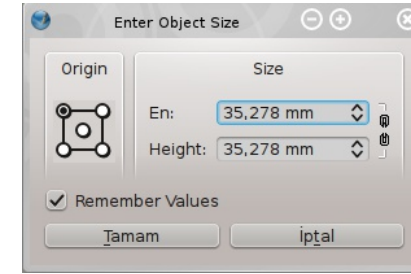 Enter Object Size
Origin
Size
En: 35,278 mm
Height: 35,278 mm
Remember Values
Tamam İptal